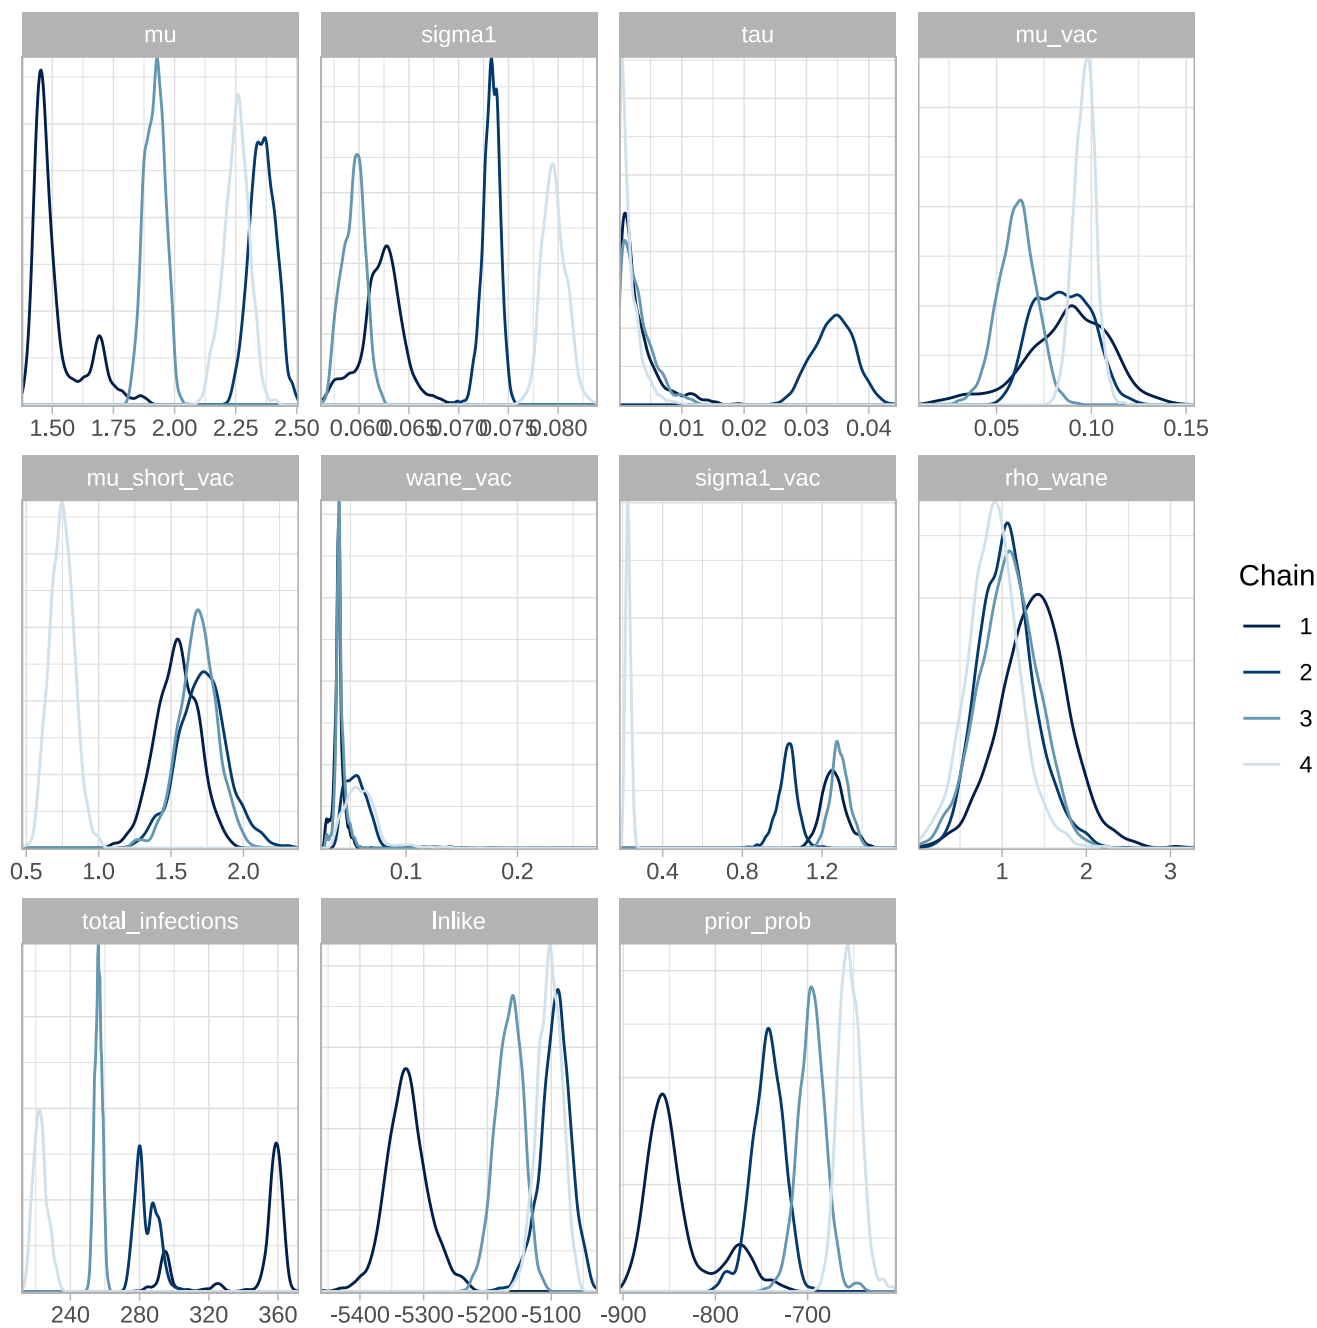 mu sigma1 tau mu_vac
1.50 1.75 2.00 2.25 2.50 0.060 0.065 0.070 0.075 0.080 0.01 0.02 0.03 0.04 0.05 0.10 0.15
mu_short_vac wane_vac sigma1_vac rho_wane
0.5 1.0 1.5 2.0 0.1 0.2 0.4 0.8 1.2 1 2 3
Chain
1
2
3
4
total_infections lnlike prior_prob
240 280 320 360 -5400 -5300 -5200 -5100 -900 -800 -700